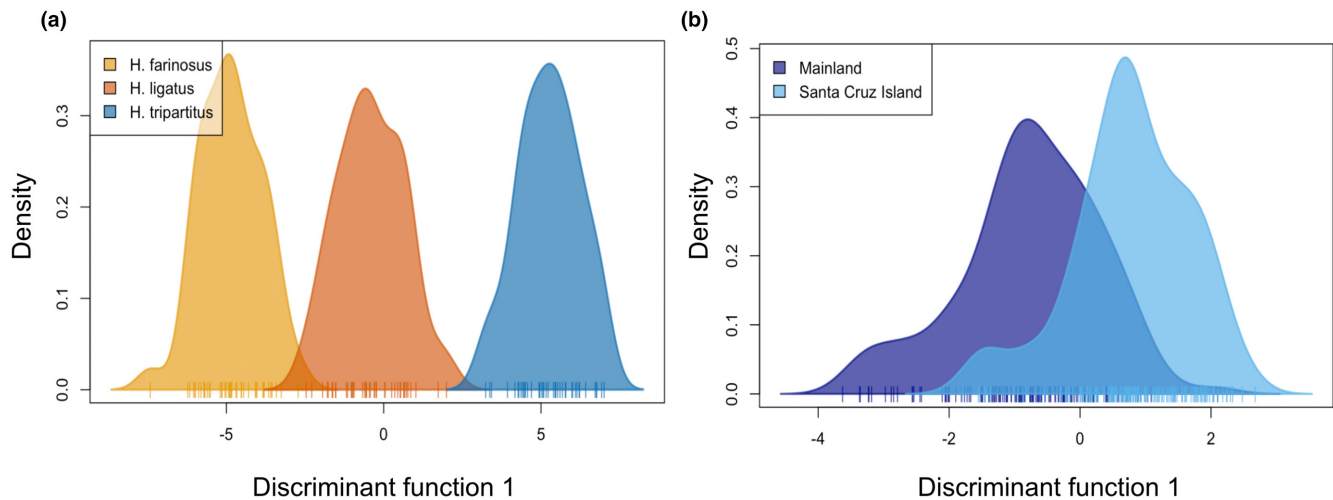 (a)
H. farinosus
H. ligatus
H. tripartitus
Density
0.0
0.1
0.2
0.3
-5
0
5
Discriminant function 1
(b)
Mainland
Santa Cruz Island
Density
0.0
0.1
0.2
0.3
0.4
0.5
-4
-2
0
2
Discriminant function 1